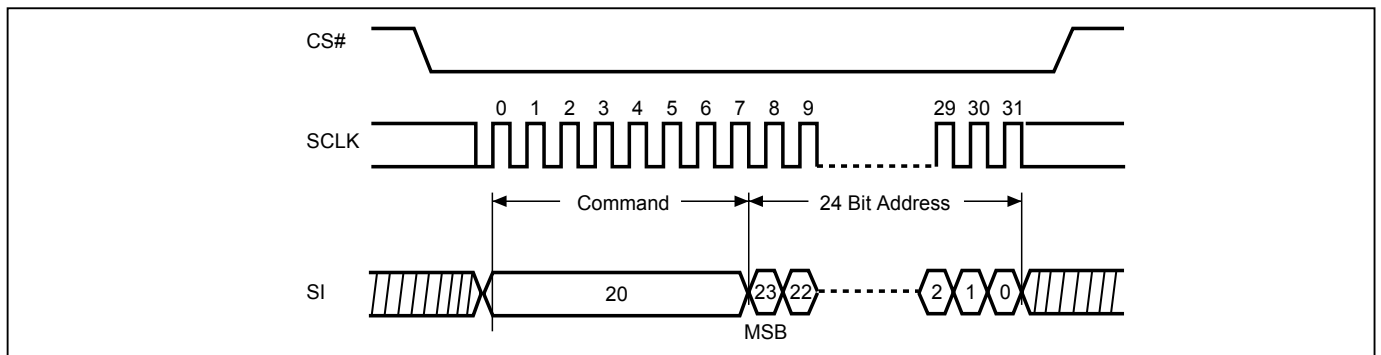 CS#
0 1 2 3 4 5 6 7 8 9 29 30 31
SCLK
Command 24 Bit Address
SI 20 23 22 2 1 0
MSB